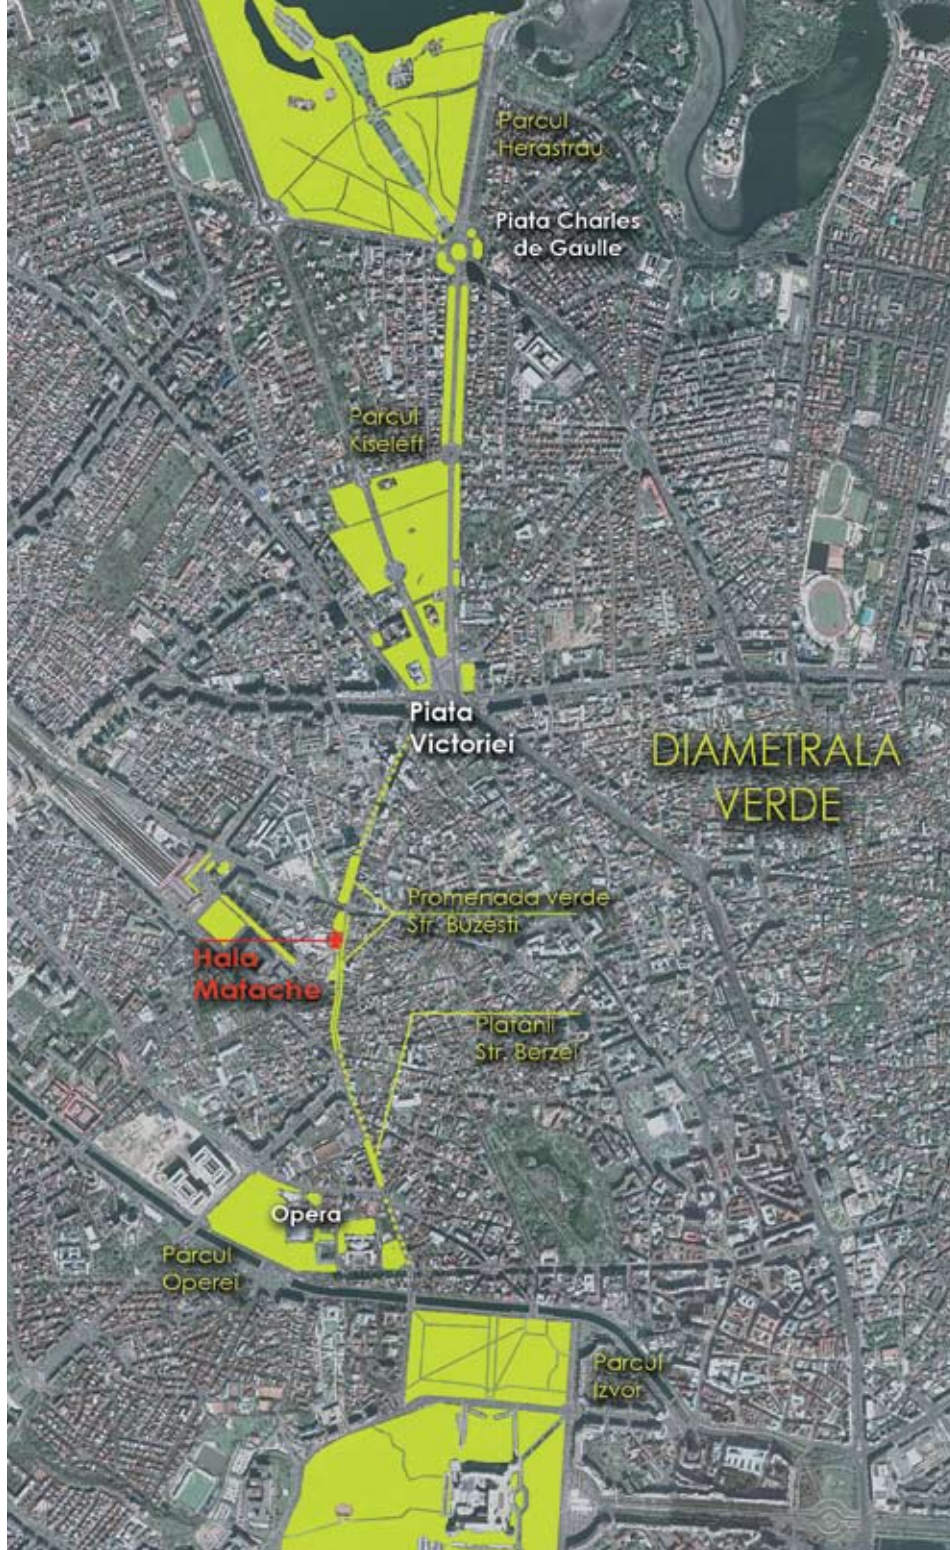 Parcul
Herastrau
Piata Charles
de Gaulle
Parcul
Kiseleff
Piata
Victoriei
DIAMETRALA
VERDE
Promenada verde
Str. Buzesti
Hala
Matache
Platanii
Str. Berzei
Opera
Parcul
Operei
Parcul
Izvor